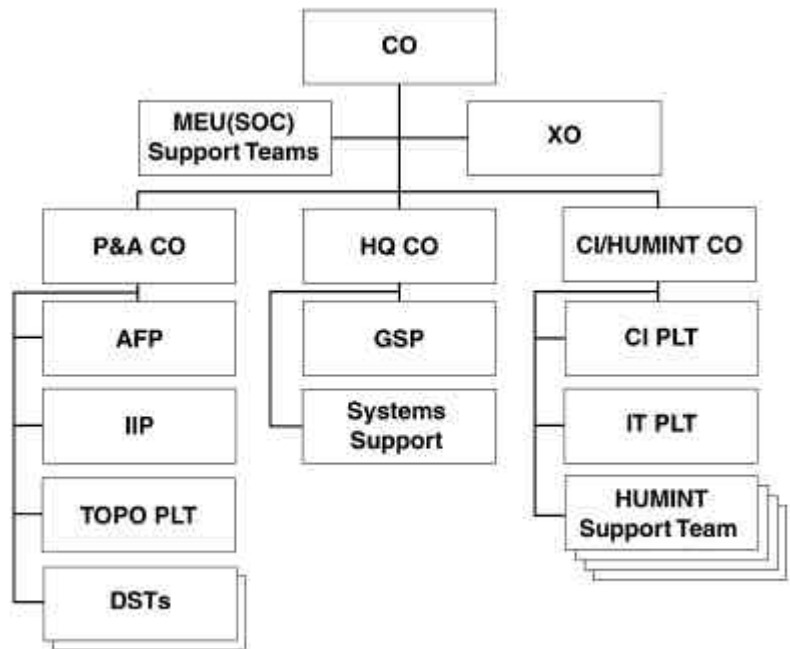 CO
MEU(SOC)
Support Teams
XO
P&A CO
HQ CO
CI/HUMINT CO
AFP
GSP
CI PLT
IIP
Systems
Support
IT PLT
TOPO PLT
HUMINT
Support Team
DSTs